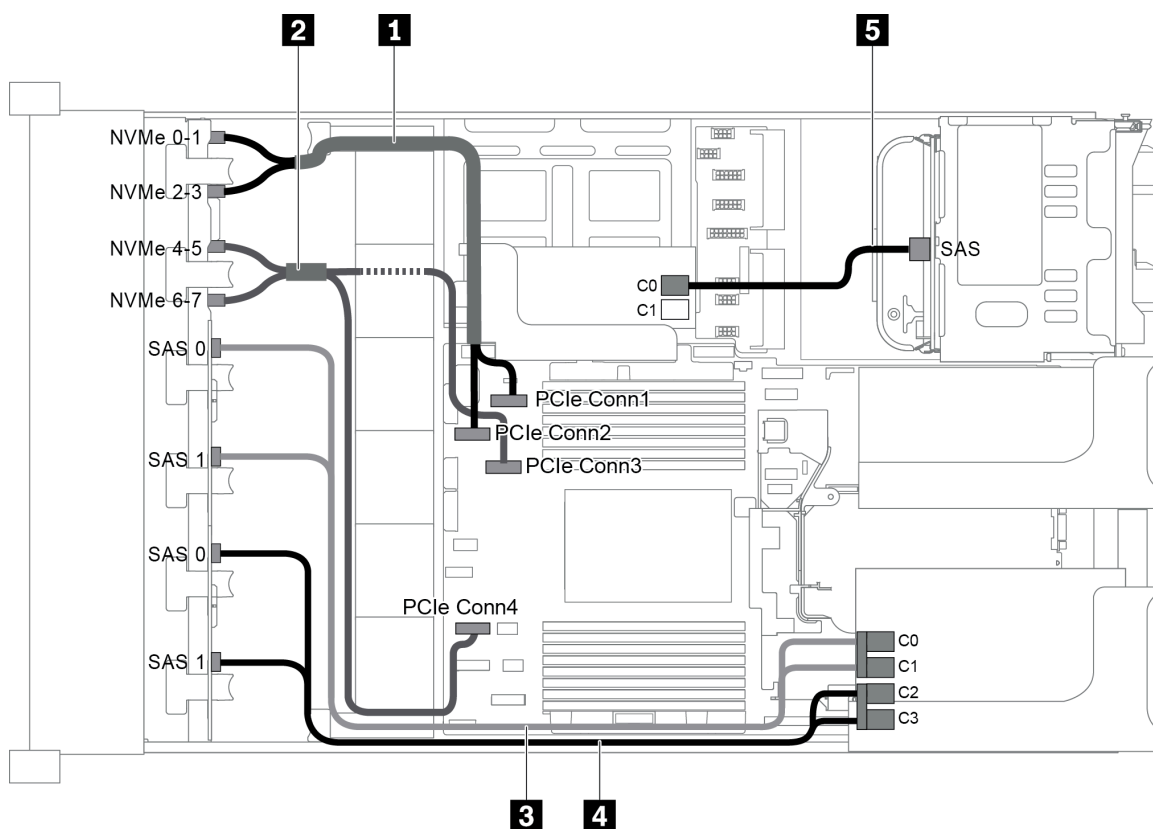 2
1
5
NVMe 0-1
NVMe 2-3
NVMe 4-5
NVMe 6-7
SAS
C0
C1
SAS 0
PCIe Conn1
PCIe Conn2
SAS 1
PCIe Conn3
SAS 0
PCIe Conn4
SAS 1
C0
C1
C2
C3
3
4